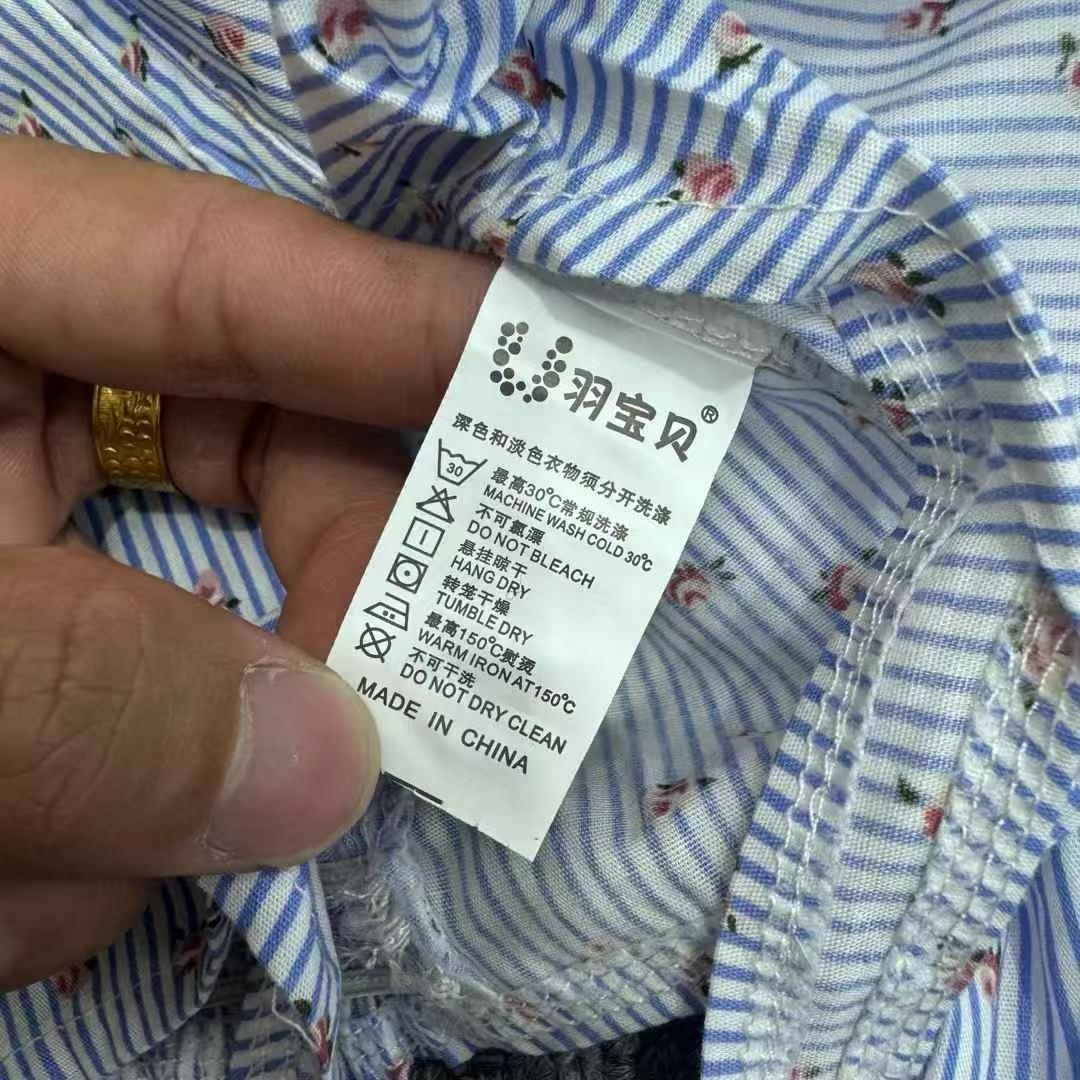 羽宝贝®
深色和淡色衣物须分开洗涤
30
最高30℃常规洗涤
MACHINE WASH COLD 30℃
不可氯漂
DO NOT BLEACH
悬挂晾干
HANG DRY
转笼干燥
TUMBLE DRY
最高150℃熨烫
WARM IRON AT 150℃
不可干洗
DO NOT DRY CLEAN
MADE IN CHINA